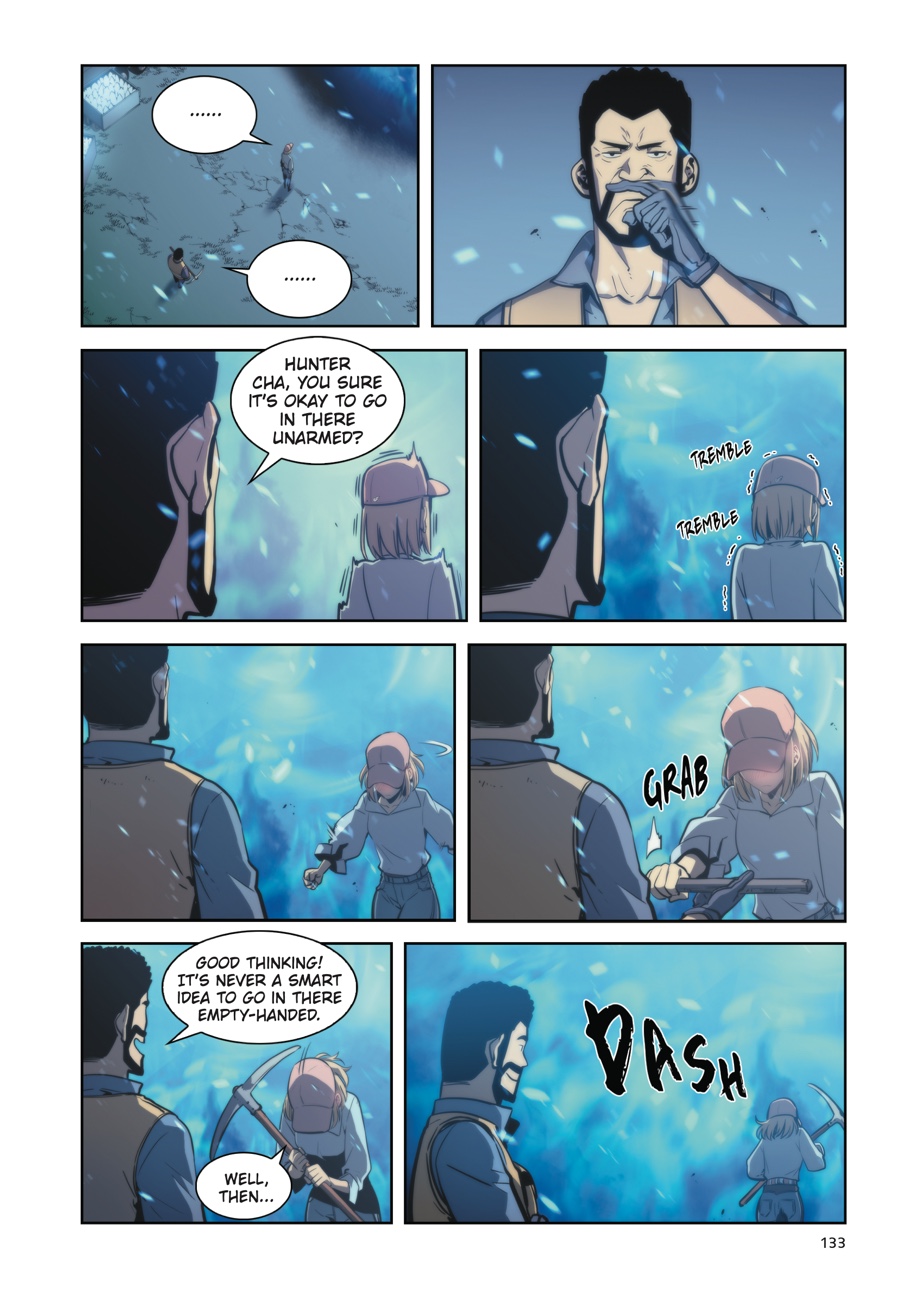 ......
......
HUNTER
CHA, YOU SURE
IT'S OKAY TO GO
IN THERE
UNARMED?
TREMBLE
TREMBLE
GRAB
GOOD THINKING!
IT'S NEVER A SMART
IDEA TO GO IN THERE
EMPTY-HANDED.
WELL,
THEN...
DASH
133